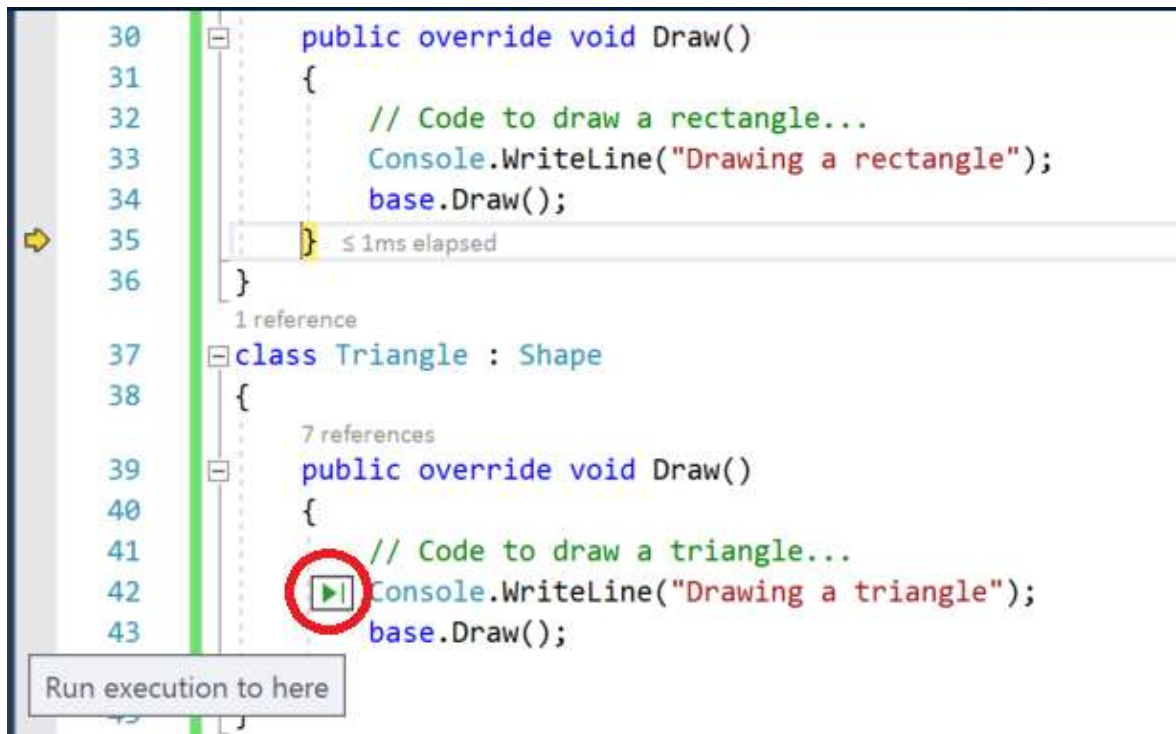 30 public override void Draw()
31 {
32 // Code to draw a rectangle...
33 Console.WriteLine("Drawing a rectangle");
34 base.Draw();
35 } ≤ 1ms elapsed
36 }
1 reference
37 class Triangle : Shape
38 {
7 references
39 public override void Draw()
40 {
41 // Code to draw a triangle...
42 Console.WriteLine("Drawing a triangle");
43 base.Draw();
Run execution to here
}